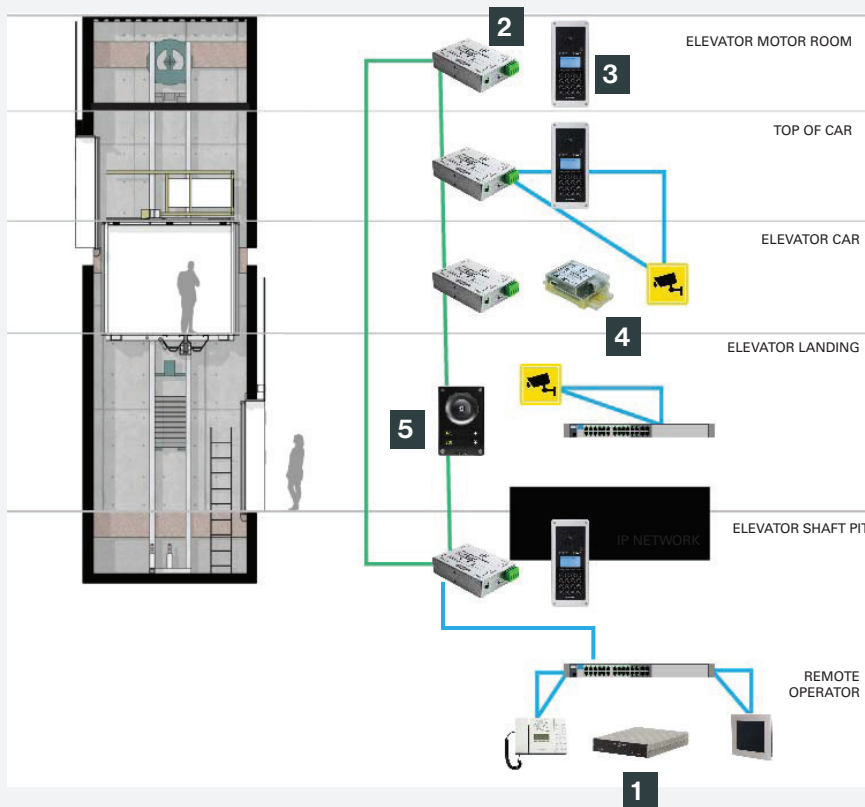 2
ELEVATOR MOTOR ROOM
3
TOP OF CAR
ELEVATOR CAR
4
ELEVATOR LANDING
5
ELEVATOR SHAFT PIT
IP NETWORK
REMOTE
OPERATOR
1